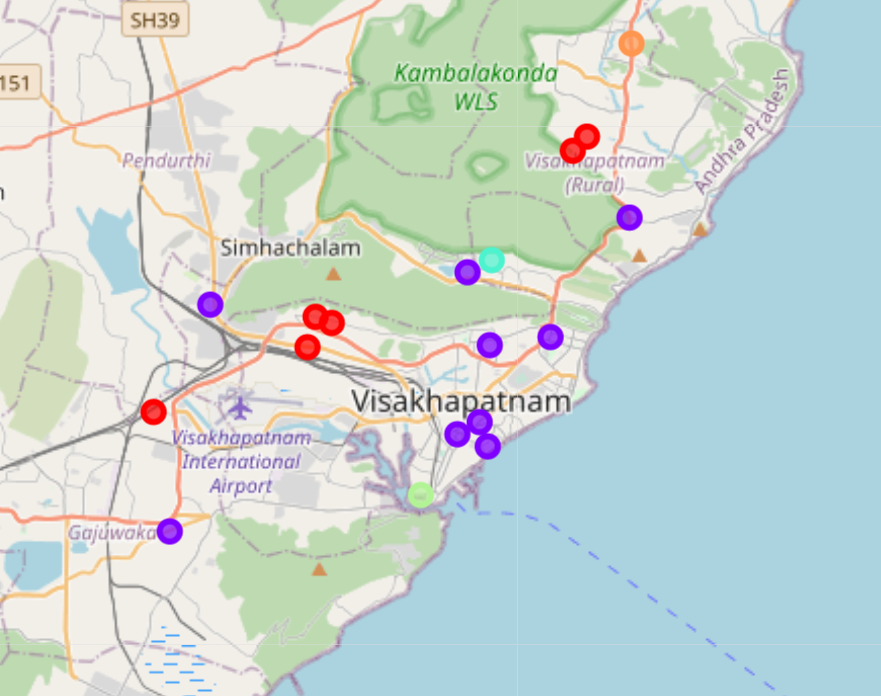 SH39
151
Kambalakonda
WLS
Andhra Pradesh
Pendurthi
Visakhapatnam
(Rural)
n
Simhachalam
Visakhapatnam
Visakhapatnam
International
Airport
Gajuwaka